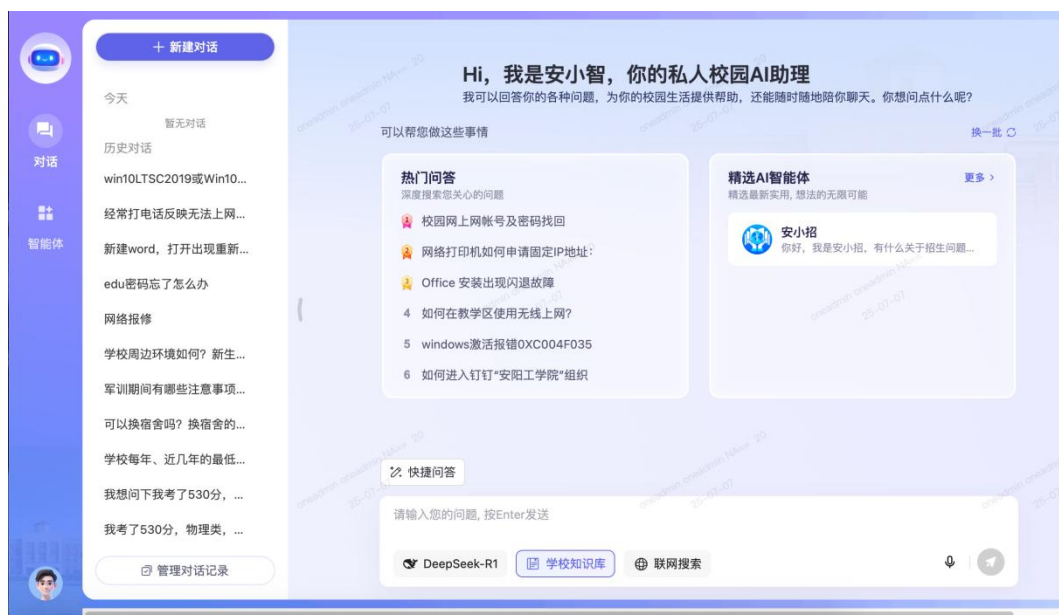 新建对话
今天
暂无对话
历史对话
win10LTSC2019或Win10...
经常打电话反映无法上网...
新建word，打开出现重新...
edu密码忘了怎么办
网络报修
学校周边环境如何？新生...
军训期间有哪些注意事项...
可以换宿舍吗？换宿舍的...
学校每年、近几年的最低...
我想问下我考了530分，...
我考了530分，物理类，...
管理对话记录
对话
智能体
Hi，我是安小智，你的私人校园AI助理
我可以回答你的各种问题，为你的校园生活提供帮助，还能随时随地陪你聊天。你想问点什么呢？
可以帮您做这些事情
换一批
热门问答
深度搜索您关心的问题
校园网上网帐号及密码找回
网络打印机如何申请固定IP地址？
Office 安装出现闪退故障
4 如何在教学区使用无线上网?
5 windows激活报错0XC004F035
6 如何进入钉钉“安阳工学院”组织
精选AI智能体
更多
精选最新实用, 想法的无限可能
安小招
你好，我是安小招，有什么关于招生问题...
快捷问答
请输入您的问题, 按Enter发送
DeepSeek-R1
学校知识库
联网搜索